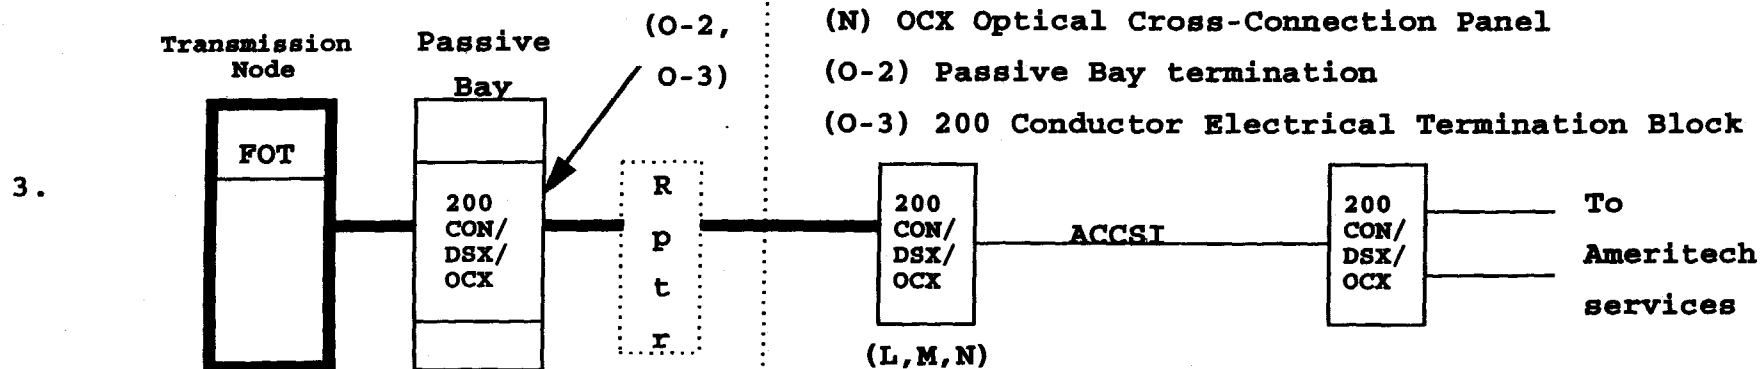 (O-2,
O-3)
(N) OCX Optical Cross-Connection Panel
(O-2) Passive Bay termination
(O-3) 200 Conductor Electrical Termination Block
3.
Transmission
Node
FOT
Passive
Bay
200
CON/
DSX/
OCX
R
p
t
r
200
CON/
DSX/
OCX
(L,M,N)
ACCSI
200
CON/
DSX/
OCX
To
Ameritech
services